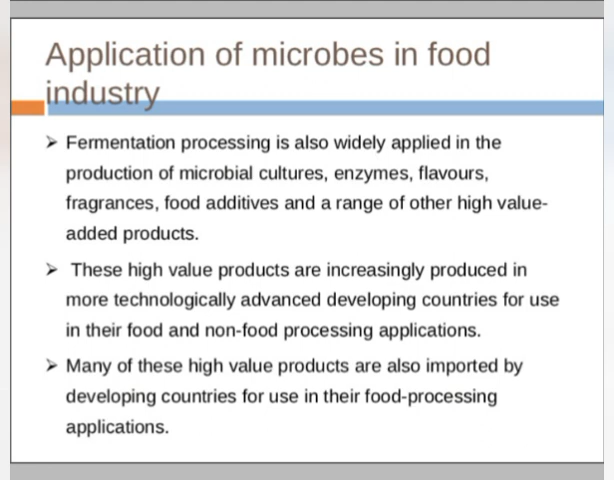 Application of microbes in food
industry
➢ Fermentation processing is also widely applied in the
production of microbial cultures, enzymes, flavours,
fragrances, food additives and a range of other high value-
added products.
➢ These high value products are increasingly produced in
more technologically advanced developing countries for use
in their food and non-food processing applications.
➢ Many of these high value products are also imported by
developing countries for use in their food-processing
applications.